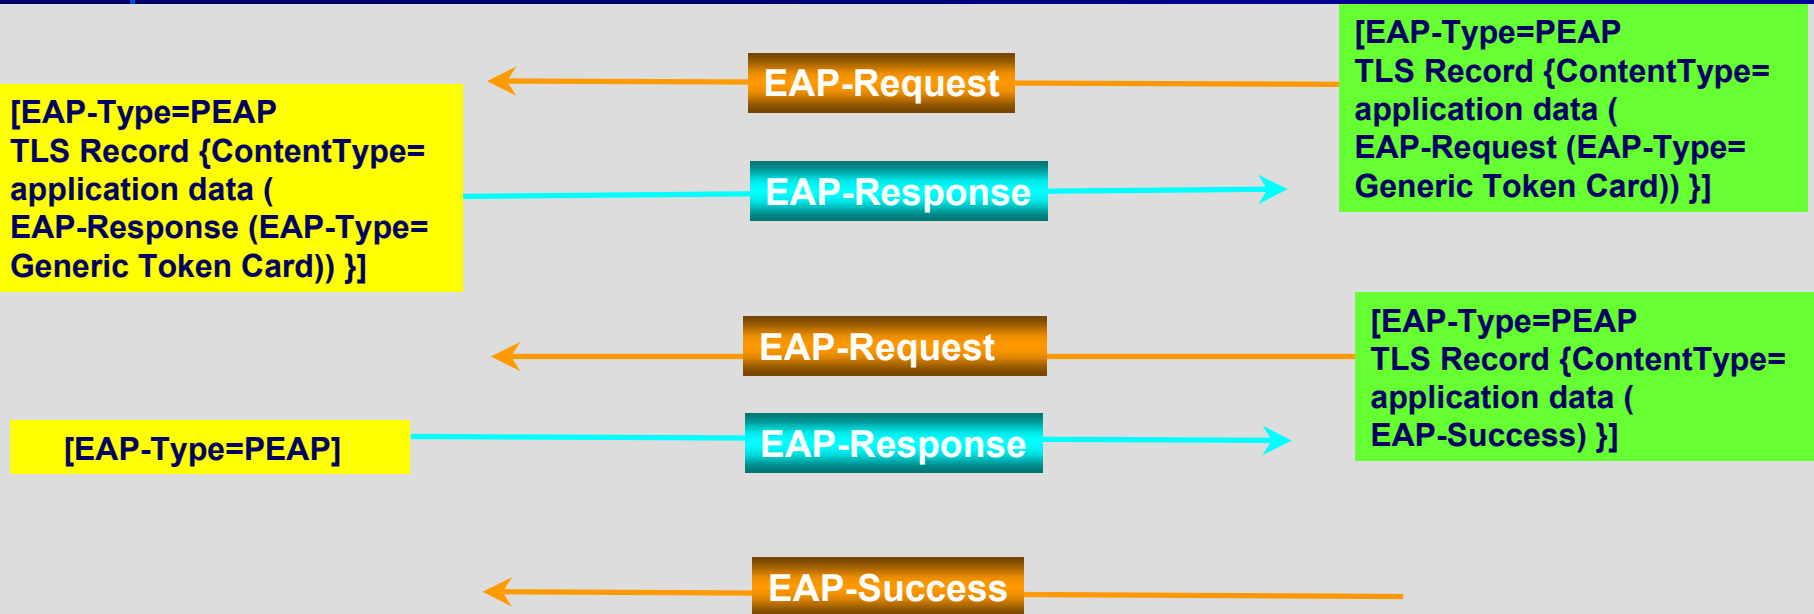 EAP-Request
[EAP-Type=PEAP
TLS Record {ContentType=
application data (
EAP-Request (EAP-Type=
Generic Token Card)) }]
[EAP-Type=PEAP
TLS Record {ContentType=
application data (
EAP-Response (EAP-Type=
Generic Token Card)) }]
EAP-Response
EAP-Request
[EAP-Type=PEAP
TLS Record {ContentType=
application data (
EAP-Success) }]
[EAP-Type=PEAP]
EAP-Response
EAP-Success